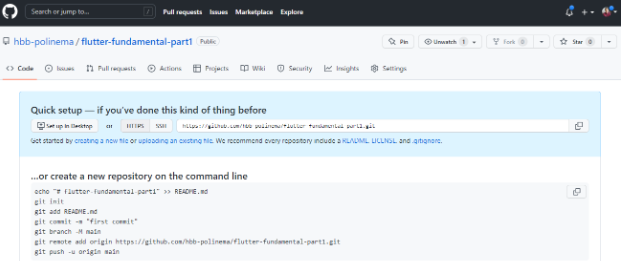 Search or jump to... / Pull requests Issues Marketplace Explore
hbb-polinema / flutter-fundamental-part1 Public Pin Unwatch 1 Fork 0 Star 0
Code Issues Pull requests Actions Projects Wiki Security Insights Settings
Quick setup — if you've done this kind of thing before
Set up in Desktop or HTTPS SSH https://github.com/hbb-polinema/flutter-fundamental-part1.git
Get started by creating a new file or uploading an existing file. We recommend every repository include a README, LICENSE, and .gitignore.
...or create a new repository on the command line
echo "# flutter-fundamental-part1" >> README.md
git init
git add README.md
git commit -m "first commit"
git branch -M main
git remote add origin https://github.com/hbb-polinema/flutter-fundamental-part1.git
git push -u origin main